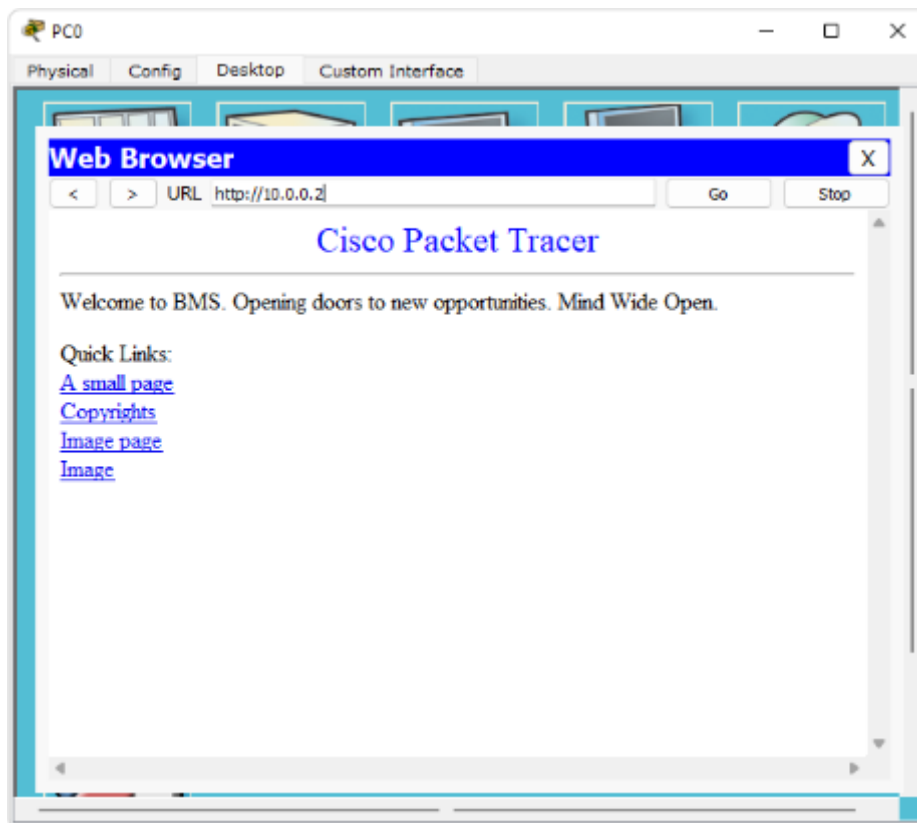 PC0
Physical Config Desktop Custom Interface
Web Browser X
< > URL http://10.0.0.2 Go Stop
Cisco Packet Tracer
Welcome to BMS. Opening doors to new opportunities. Mind Wide Open.
Quick Links:
A small page
Copyrights
Image page
Image